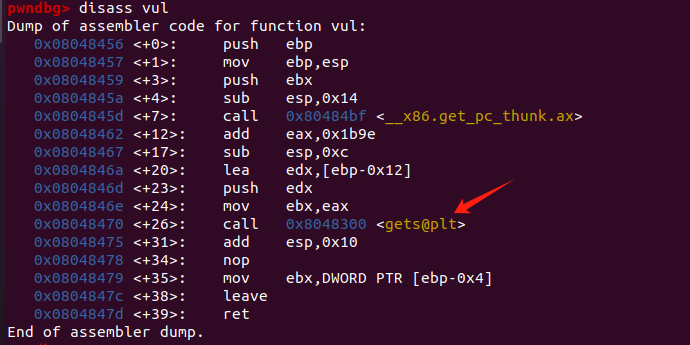 pwndbg> disass vul
Dump of assembler code for function vul:
0x08048456 <+0>: push ebp
0x08048457 <+1>: mov ebp,esp
0x08048459 <+3>: push ebx
0x0804845a <+4>: sub esp,0x14
0x0804845d <+7>: call 0x80484bf <__x86.get_pc_thunk.ax>
0x08048462 <+12>: add eax,0x1b9e
0x08048467 <+17>: sub esp,0xc
0x0804846a <+20>: lea edx,[ebp-0x12]
0x0804846d <+23>: push edx
0x0804846e <+24>: mov ebx,eax
0x08048470 <+26>: call 0x8048300 <gets@plt>
0x08048475 <+31>: add esp,0x10
0x08048478 <+34>: nop
0x08048479 <+35>: mov ebx,DWORD PTR [ebp-0x4]
0x0804847c <+38>: leave
0x0804847d <+39>: ret
End of assembler dump.